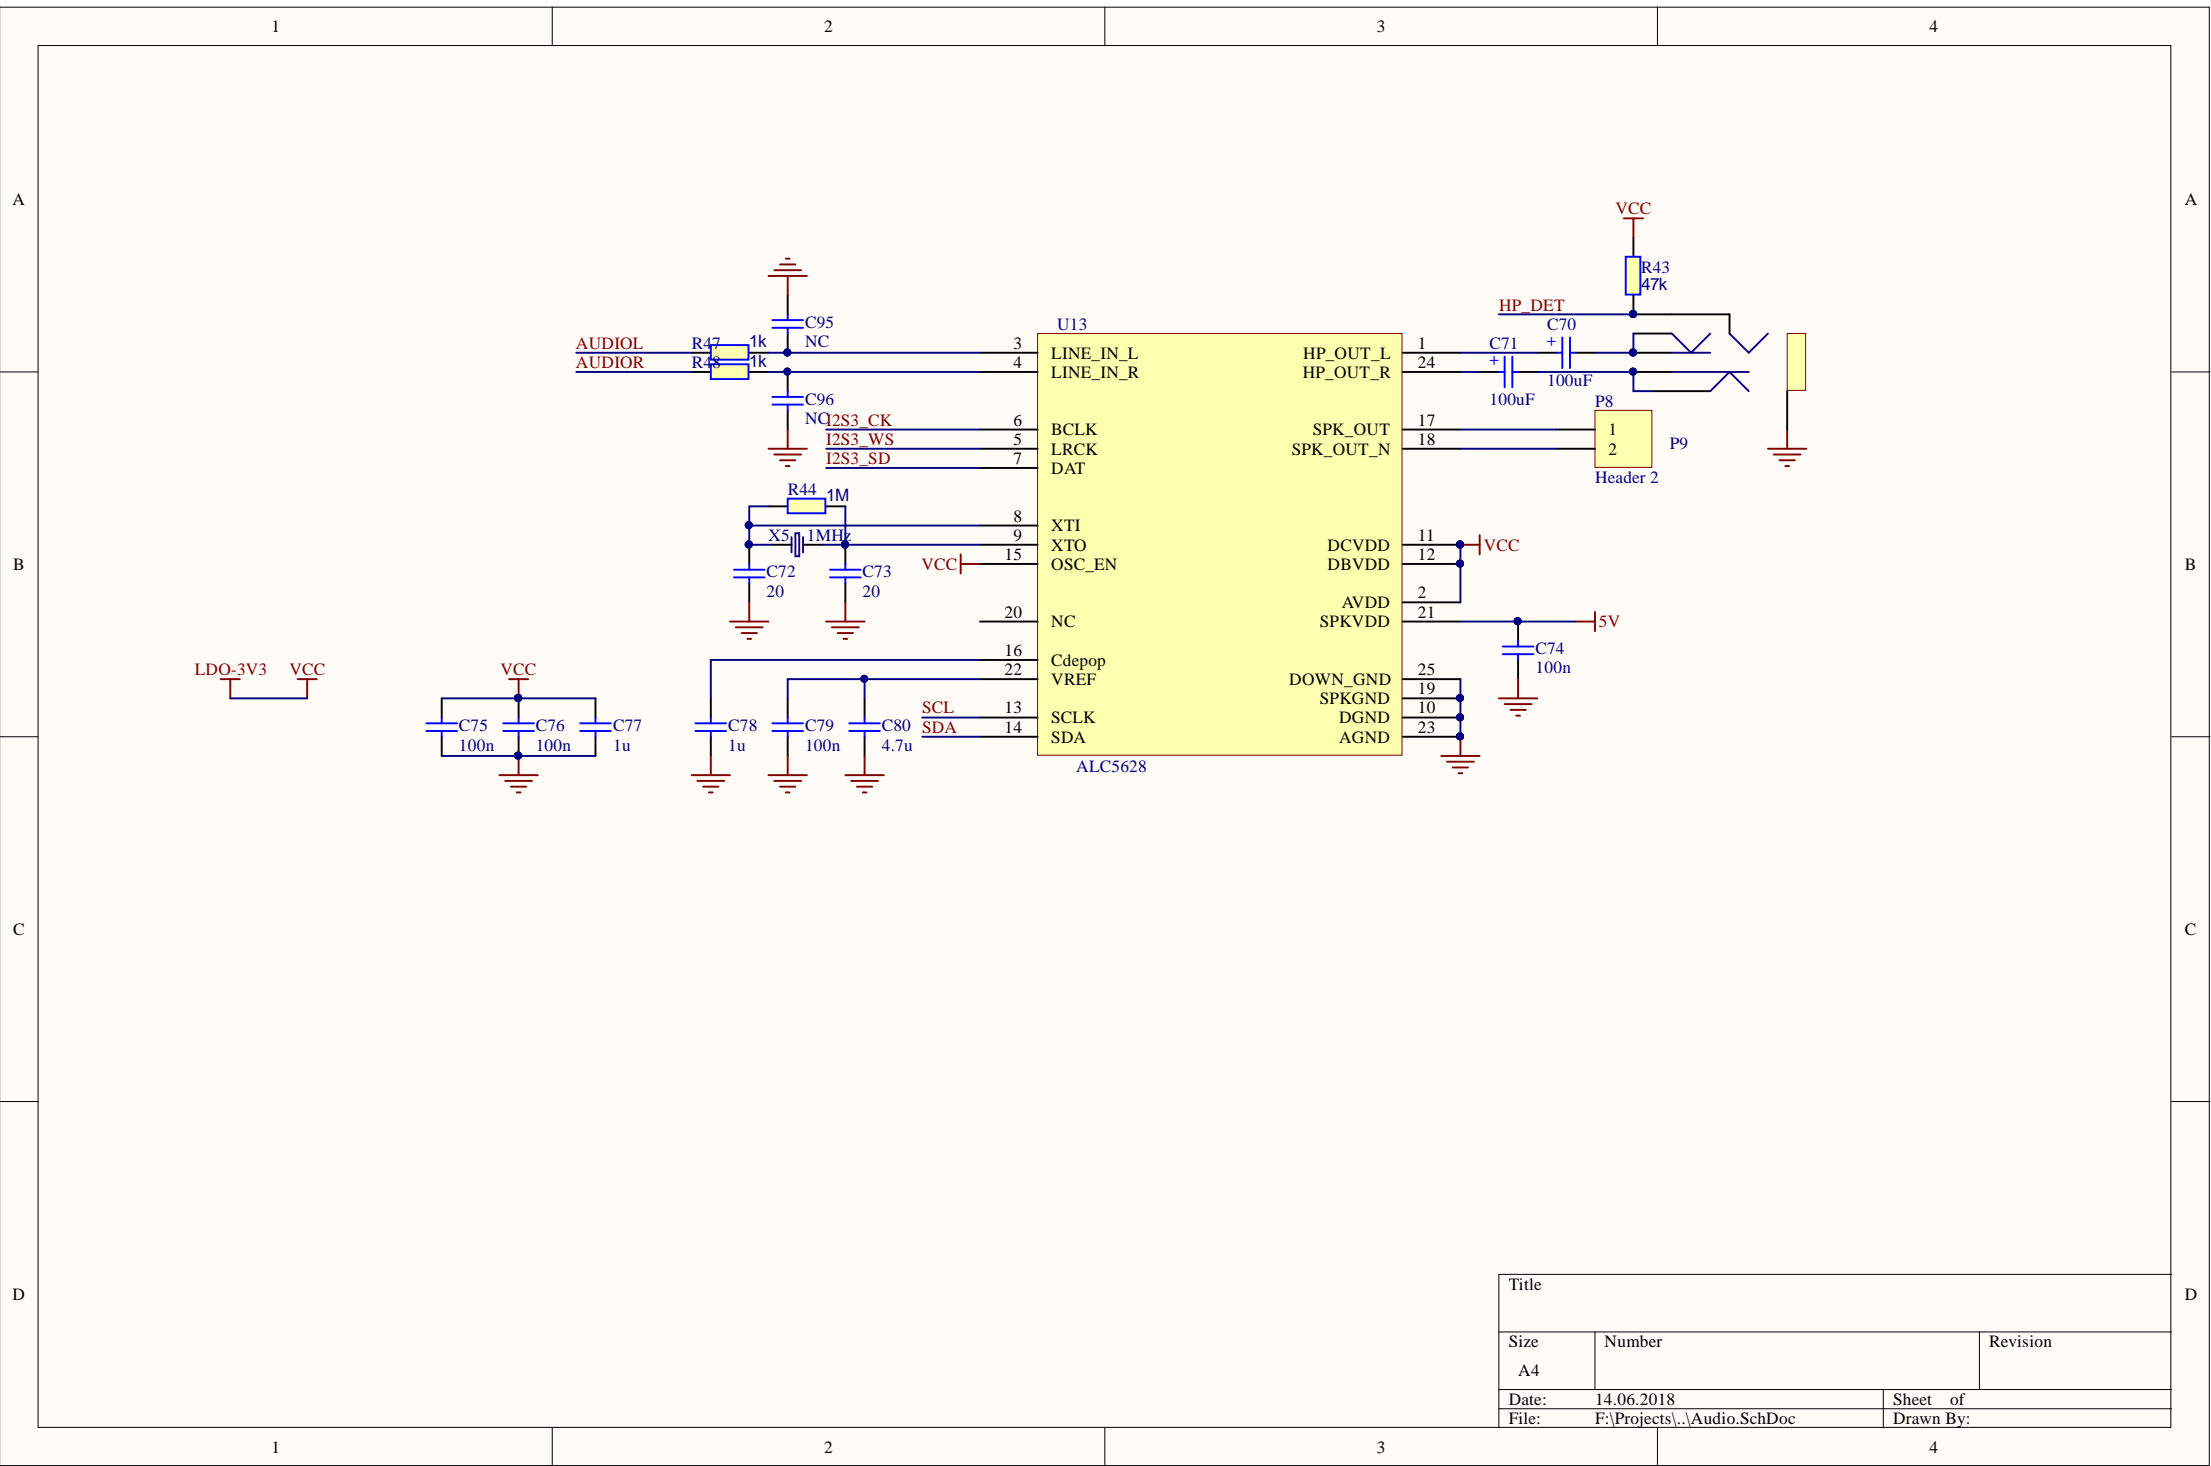 1 2 3 4
A A
VCC
R43
47k
HP_DET
C95
NC
AUDIOL R47 1k
AUDIOR R48 1k
C96
NC
I2S3_CK
I2S3_WS
I2S3_SD
R44 1M
X5 1MHz
C72
20
C73
20
VCC
U13
3 LINE_IN_L
4 LINE_IN_R
6 BCLK
5 LRCK
7 DAT
8 XTI
9 XTO
15 OSC_EN
20 NC
16 Cdepop
22 VREF
13 SCLK
14 SDA
HP_OUT_L 1
HP_OUT_R 24
SPK_OUT 17
SPK_OUT_N 18
DCVDD 11
DBVDD 12
AVDD 2
SPKVDD 21
DOWN_GND 25
SPKGND 19
DGND 10
AGND 23
ALC5628
C70
+
100uF
C71
+
100uF
P8
1
2
P9
Header 2
VCC
5V
C74
100n
B B
LDO-3V3 VCC
VCC
C75
100n
C76
100n
C77
1u
C78
1u
C79
100n
C80
4.7u
SCL
SDA
C C
D D
Title
Size Number Revision
A4
Date: 14.06.2018 Sheet of
File: F:\Projects\..\Audio.SchDoc Drawn By:
1 2 3 4